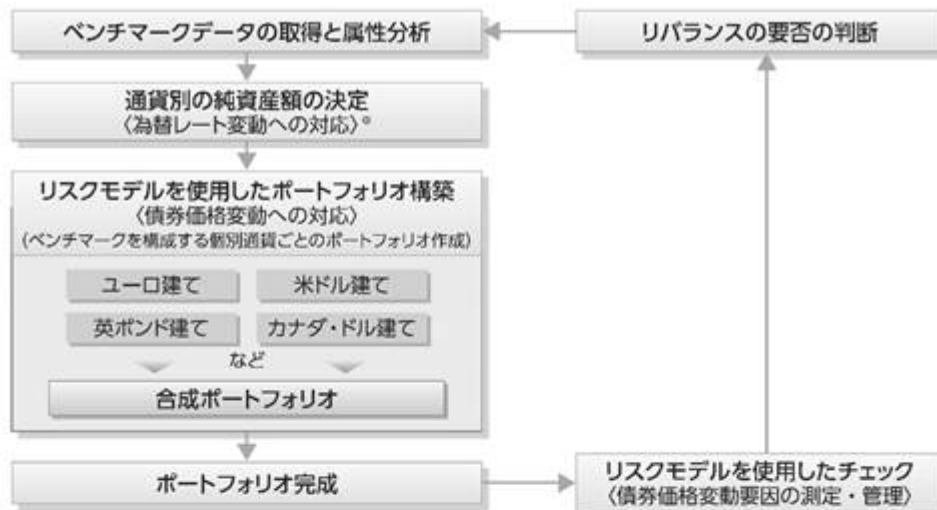 ベンチマークデータの取得と属性分析
リバランスの要否の判断
通貨別の純資産額の決定
〈為替レート変動への対応〉※
リスクモデルを使用したポートフォリオ構築
〈債券価格変動への対応〉
(ベンチマークを構成する個別通貨ごとのポートフォリオ作成)
ユーロ建て
米ドル建て
英ポンド建て
カナダ・ドル建て
など
合成ポートフォリオ
ポートフォリオ完成
リスクモデルを使用したチェック
〈債券価格変動要因の測定・管理〉